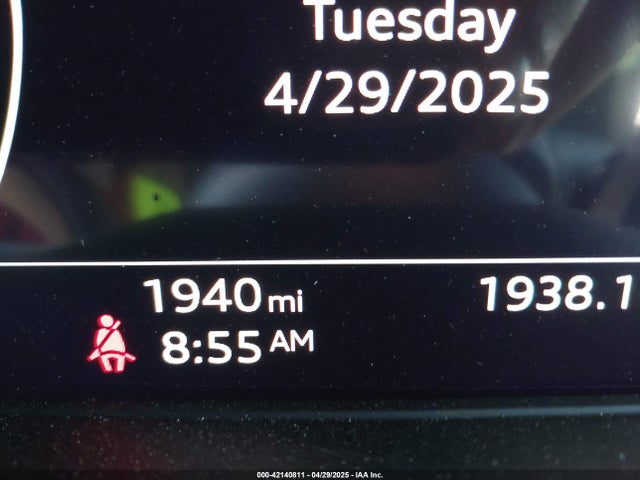 Tuesday
4/29/2025
1940 mi 1938.1
8:55 AM
000-42140811 - 04/29/2025 - IAA Inc.